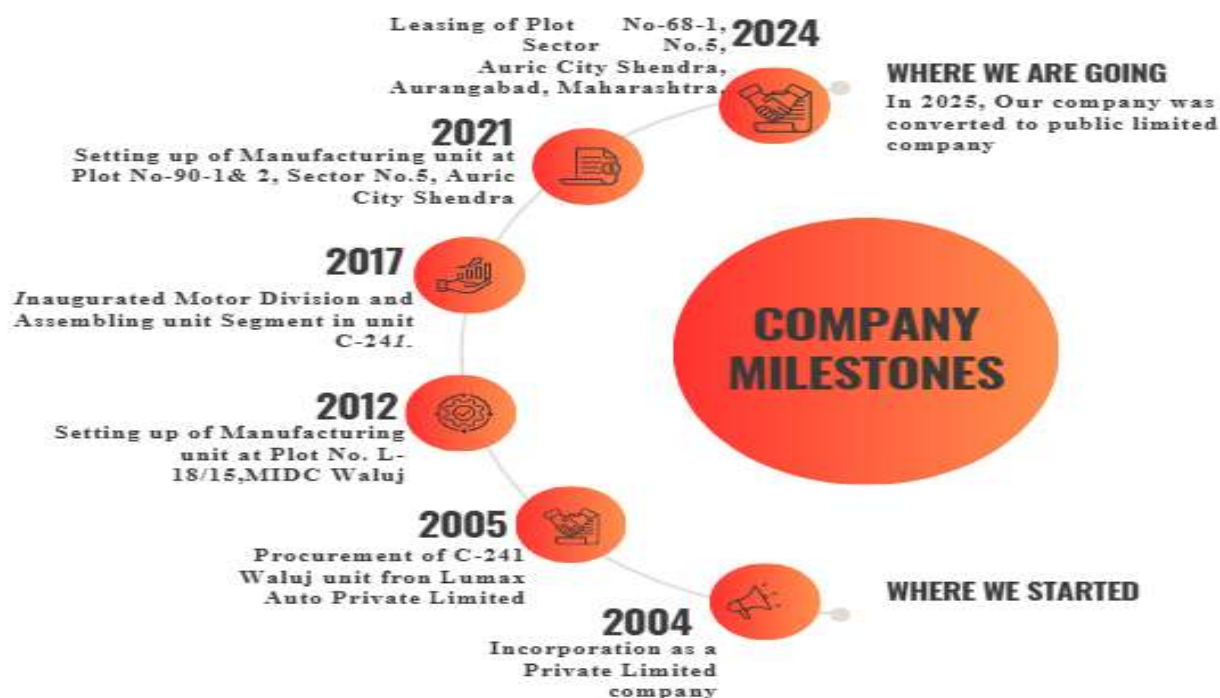 Leasing of Plot No-68-1,
Sector No.5,
Auric City Shendra,
Aurangabad, Maharashtra,
2024
WHERE WE ARE GOING
In 2025, Our company was
converted to public limited
company
2021
Setting up of Manufacturing unit at
Plot No-90-1& 2, Sector No.5, Auric
City Shendra
2017
Inaugurated Motor Division and
Assembling unit Segment in unit
C-241.
COMPANY
MILESTONES
2012
Setting up of Manufacturing
unit at Plot No. L-
18/15,MIDC Waluj
2005
Procurement of C-241
Waluj unit fron Lumax
Auto Private Limited
WHERE WE STARTED
2004
Incorporation as a
Private Limited
company